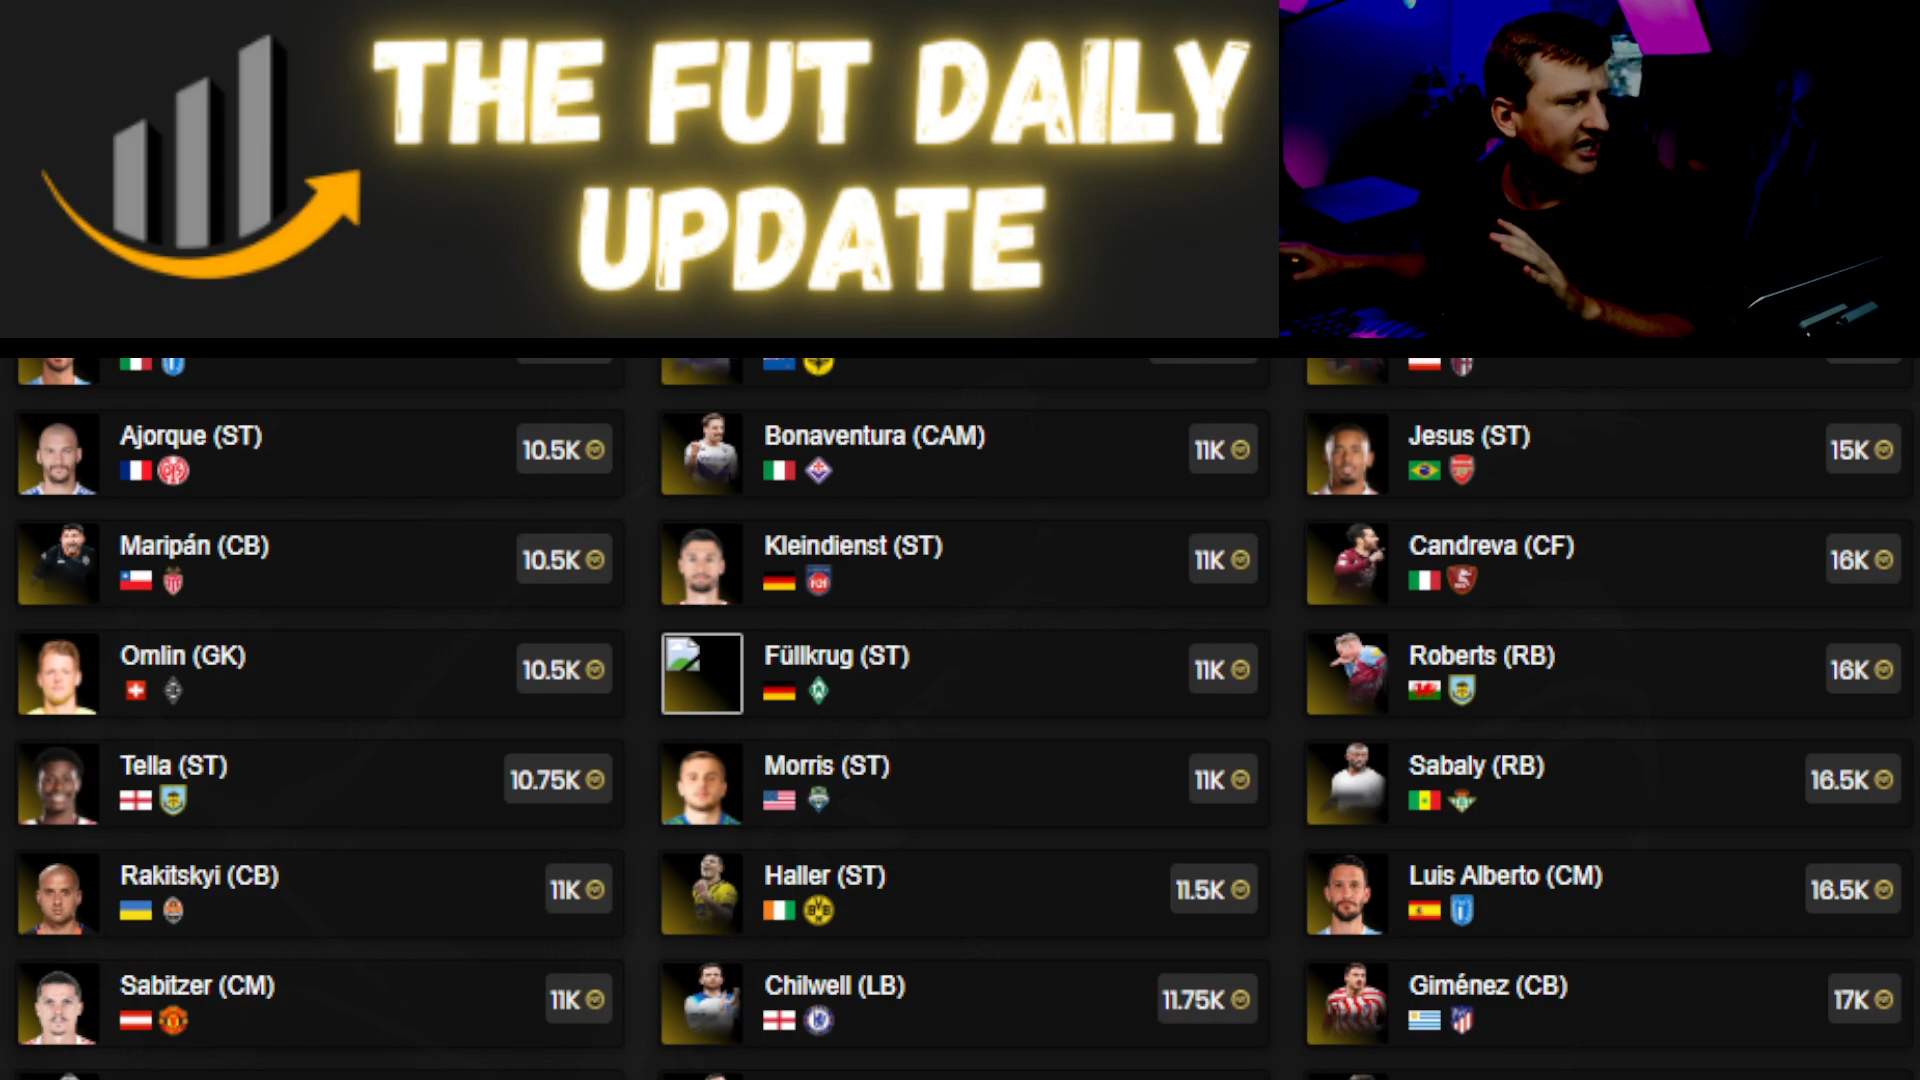 THE FUT DAILY
UPDATE
Ajorque (ST)
10.5K
Bonaventura (CAM)
11K
Jesus (ST)
15K
Maripán (CB)
10.5K
Kleindienst (ST)
11K
Candreva (CF)
16K
Omlin (GK)
10.5K
Füllkrug (ST)
11K
Roberts (RB)
16K
Tella (ST)
10.75K
Morris (ST)
11K
Sabaly (RB)
16.5K
Rakitskyi (CB)
11K
Haller (ST)
11.5K
Luis Alberto (CM)
16.5K
Sabitzer (CM)
11K
Chilwell (LB)
11.75K
Giménez (CB)
17K